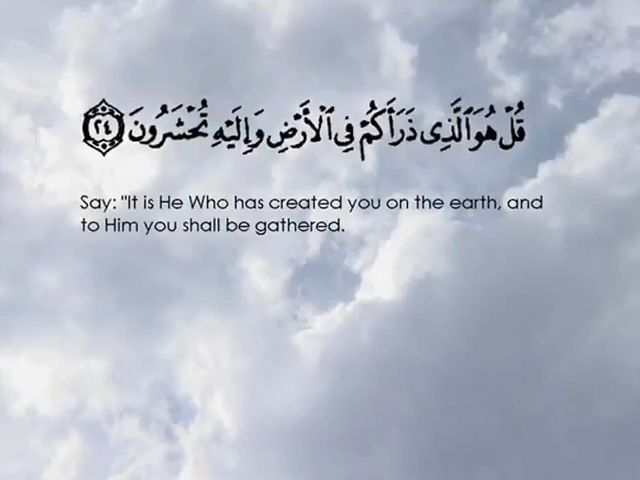 قُلْ هُوَ ٱلَّذِى ذَرَأَكُمْ فِى ٱلْأَرْضِ وَإِلَيْهِ تُحْشَرُونَ ٢٤
Say: "It is He Who has created you on the earth, and
to Him you shall be gathered.